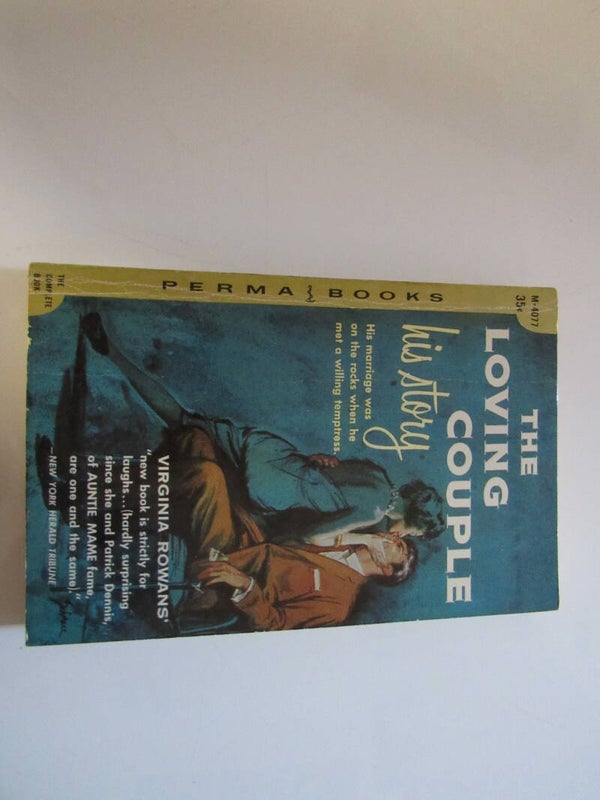 M-4077
35¢
PERMA BOOKS
THE
COMPLETE
BOOK
THE
LOVING
COUPLE
his story
His marriage was
on the rocks when he
met a willing temptress.
VIRGINIA ROWANS'
"new book is strictly for
laughs...(hardly surprising
since she and Patrick Dennis,
of AUNTIE MAME fame,
are one and the same)."
—NEW YORK HERALD TRIBUNE